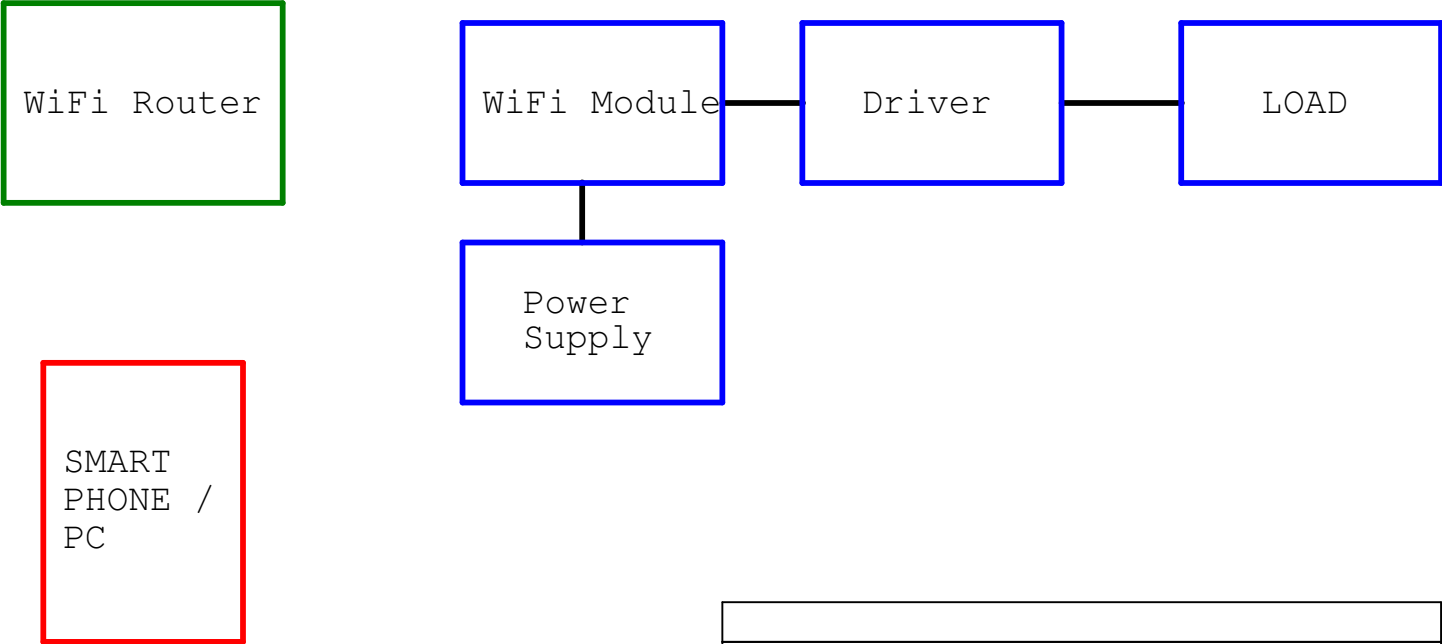 WiFi Router
WiFi Module
Driver
LOAD
Power
Supply
SMART
PHONE /
PC